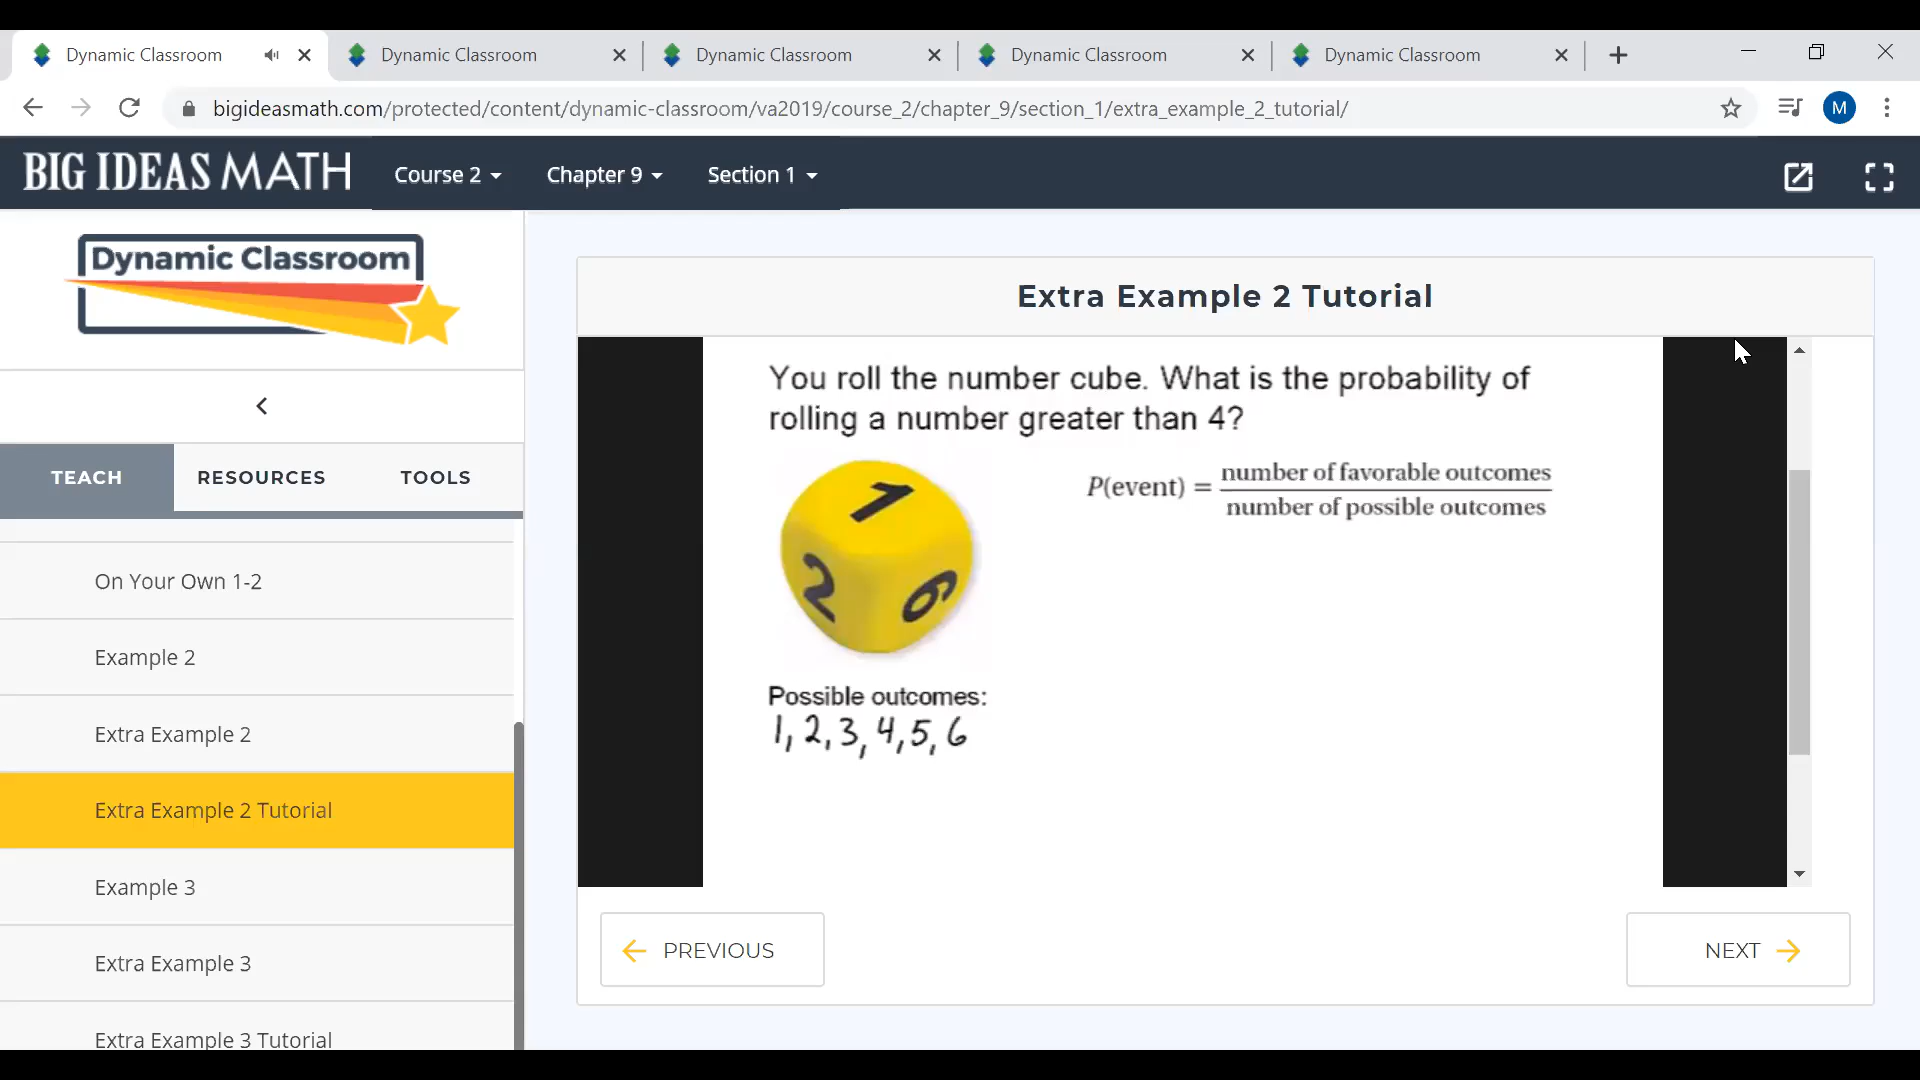 Dynamic Classroom
Dynamic Classroom
Dynamic Classroom
Dynamic Classroom
Dynamic Classroom
bigideasmath.com/protected/content/dynamic-classroom/va2019/course_2/chapter_9/section_1/extra_example_2_tutorial/
M
BIG IDEAS MATH
Course 2
Chapter 9
Section 1
Dynamic Classroom
TEACH
RESOURCES
TOOLS
On Your Own 1-2
Example 2
Extra Example 2
Extra Example 2 Tutorial
Example 3
Extra Example 3
Extra Example 3 Tutorial
Extra Example 2 Tutorial
You roll the number cube. What is the probability of
rolling a number greater than 4?
1
2
6
P(event) = number of favorable outcomes
number of possible outcomes
Possible outcomes:
1, 2, 3, 4, 5, 6
PREVIOUS
NEXT